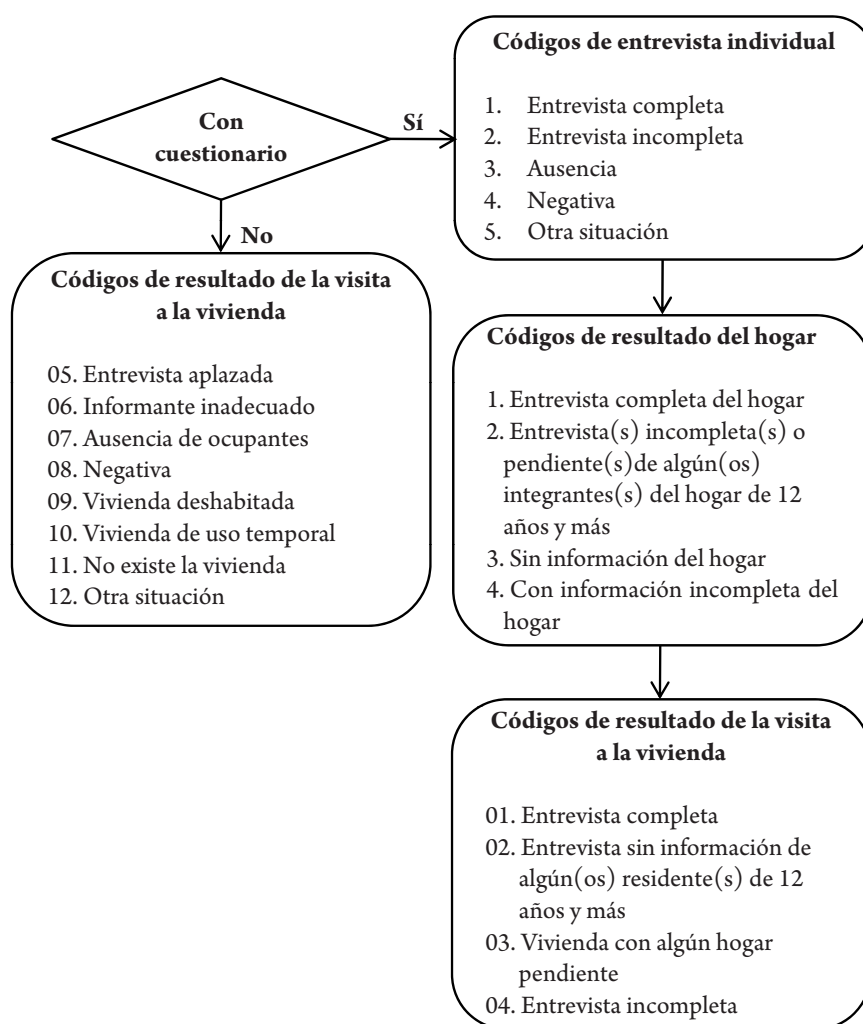 Con
cuestionario
Sí
No
Códigos de entrevista individual
1. Entrevista completa
2. Entrevista incompleta
3. Ausencia
4. Negativa
5. Otra situación
Códigos de resultado de la visita
a la vivienda
05. Entrevista aplazada
06. Informante inadecuado
07. Ausencia de ocupantes
08. Negativa
09. Vivienda deshabitada
10. Vivienda de uso temporal
11. No existe la vivienda
12. Otra situación
Códigos de resultado del hogar
1. Entrevista completa del hogar
2. Entrevista(s) incompleta(s) o
pendiente(s)de algún(os)
integrantes(s) del hogar de 12
años y más
3. Sin información del hogar
4. Con información incompleta del
hogar
Códigos de resultado de la visita
a la vivienda
01. Entrevista completa
02. Entrevista sin información de
algún(os) residente(s) de 12
años y más
03. Vivienda con algún hogar
pendiente
04. Entrevista incompleta